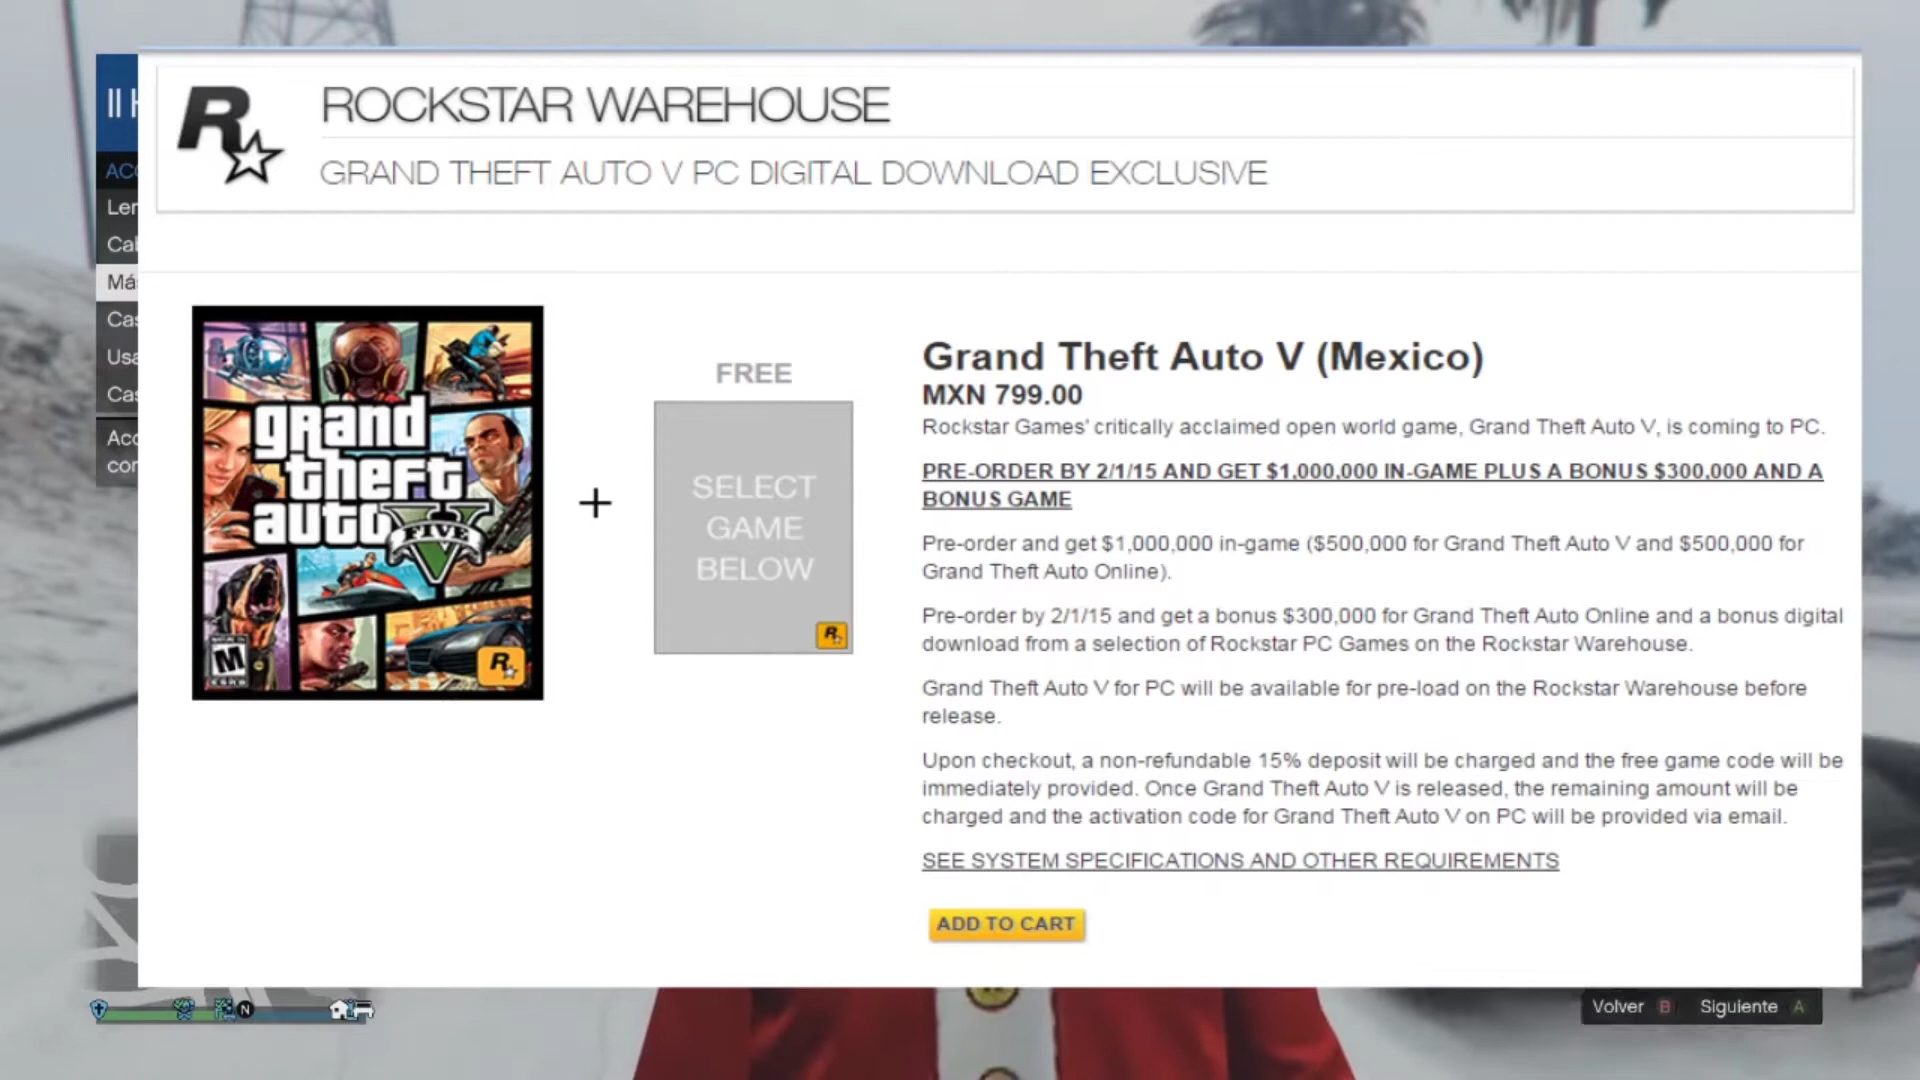 ROCKSTAR WAREHOUSE
GRAND THEFT AUTO V PC DIGITAL DOWNLOAD EXCLUSIVE
grand
theft
auto
FIVE
M
R
FREE
+
SELECT
GAME
BELOW
R
Grand Theft Auto V (Mexico)
MXN 799.00
Rockstar Games' critically acclaimed open world game, Grand Theft Auto V, is coming to PC.
PRE-ORDER BY 2/1/15 AND GET $1,000,000 IN-GAME PLUS A BONUS $300,000 AND A
BONUS GAME
Pre-order and get $1,000,000 in-game ($500,000 for Grand Theft Auto V and $500,000 for
Grand Theft Auto Online).
Pre-order by 2/1/15 and get a bonus $300,000 for Grand Theft Auto Online and a bonus digital
download from a selection of Rockstar PC Games on the Rockstar Warehouse.
Grand Theft Auto V for PC will be available for pre-load on the Rockstar Warehouse before
release.
Upon checkout, a non-refundable 15% deposit will be charged and the free game code will be
immediately provided. Once Grand Theft Auto V is released, the remaining amount will be
charged and the activation code for Grand Theft Auto V on PC will be provided via email.
SEE SYSTEM SPECIFICATIONS AND OTHER REQUIREMENTS
ADD TO CART
N
Volver B Siguiente A